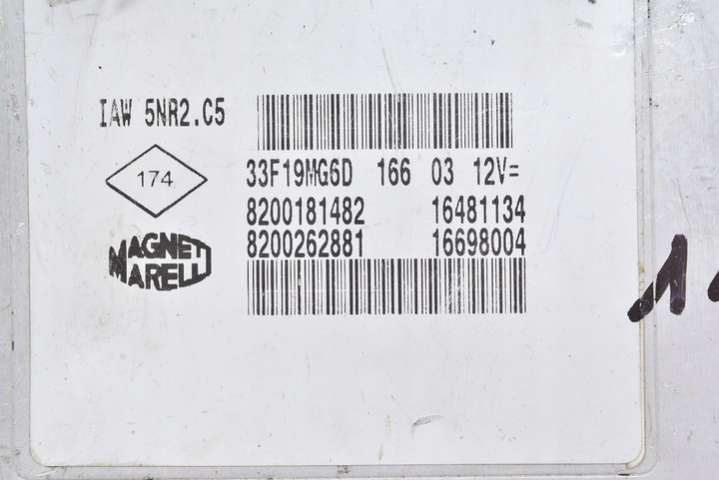 IAW 5NR2.C5
174
MAGNETI
MARELLI
33F19MG6D 166 03 12V=
8200181482 16481134
8200262881 16698004